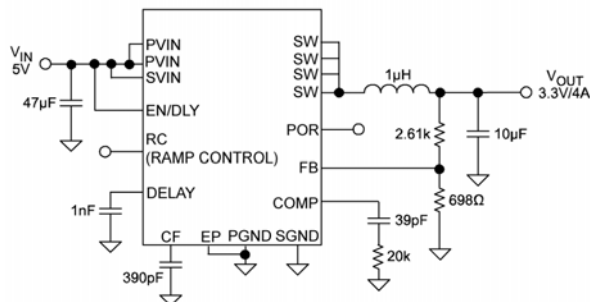 PVIN
SW
VIN
5V
PVIN
SW
SVIN
SW
1µH
VOUT
3.3V/4A
SW
47µF
EN/DLY
POR
2.61k
10µF
RC
(RAMP CONTROL)
FB
DELAY
COMP
698Ω
1nF
39pF
CF
EP
PGND
SGND
20k
390pF